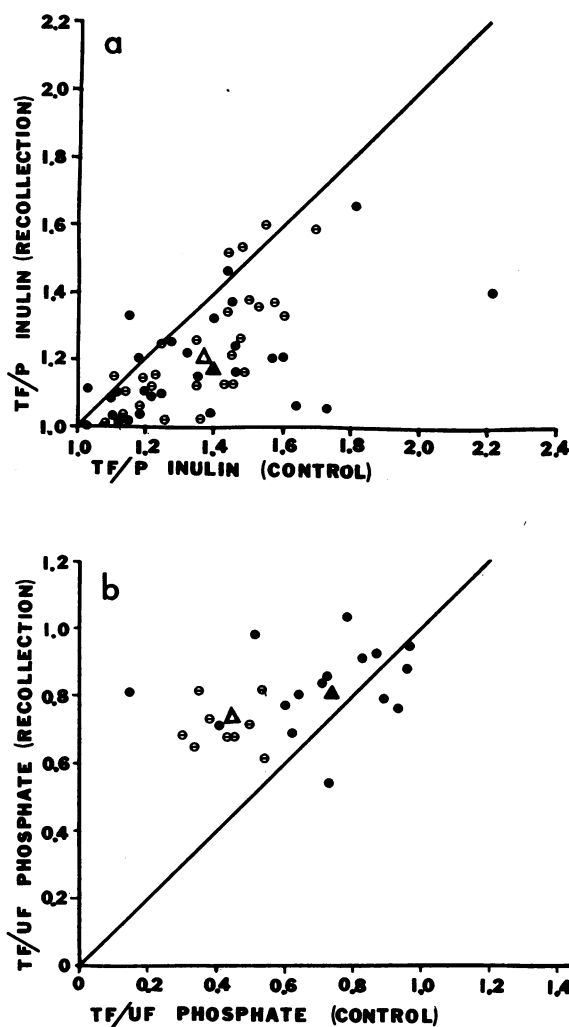 a
2.2
2.0
1.8
1.6
1.4
1.2
1.0
TF/P INULIN (RECOLLECTION)
1.0 1.2 1.4 1.6 1.8 2.0 2.2 2.4
TF/P INULIN (CONTROL)
b
1.2
1.0
0.8
0.6
0.4
0.2
0
TF/UF PHOSPHATE (RECOLLECTION)
0 0.2 0.4 0.6 0.8 1.0 1.2 1.4
TF/UF PHOSPHATE (CONTROL)